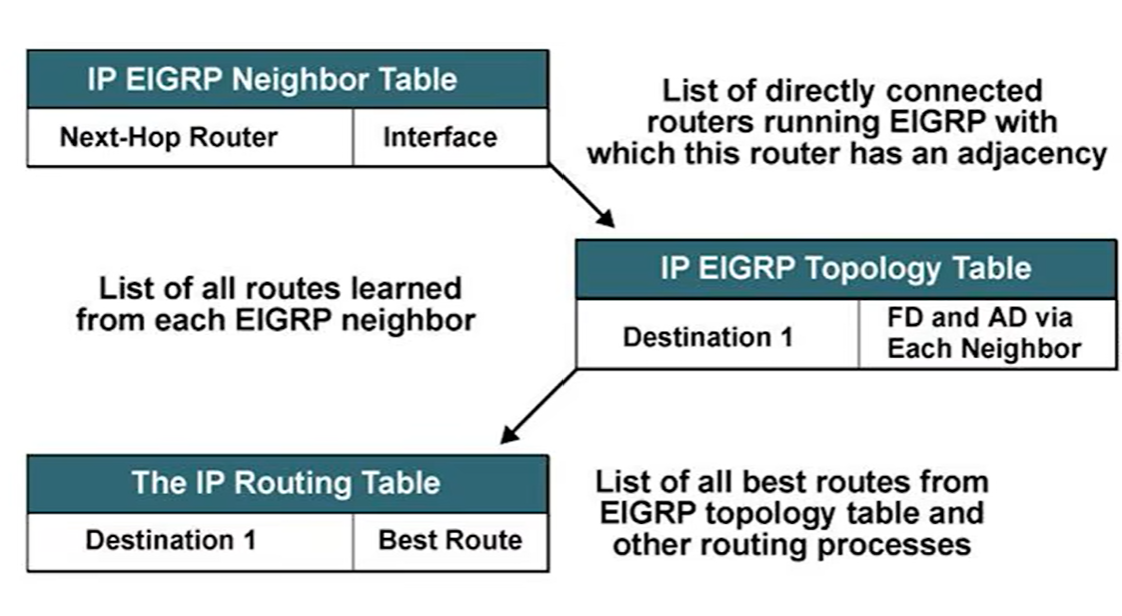 IP EIGRP Neighbor Table
Next-Hop Router
Interface
List of directly connected
routers running EIGRP with
which this router has an adjacency
List of all routes learned
from each EIGRP neighbor
IP EIGRP Topology Table
Destination 1
FD and AD via
Each Neighbor
The IP Routing Table
Destination 1
Best Route
List of all best routes from
EIGRP topology table and
other routing processes